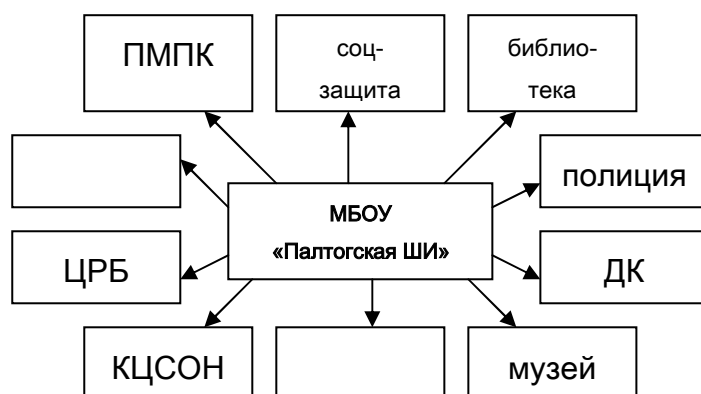 ПМПК
соц-
защита
библио-
тека
полиция
МБОУ
«Палтогская ШИ»
ЦРБ
ДК
КЦСОН
музей